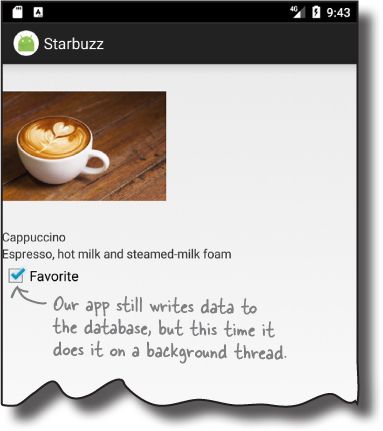 4G 9:43
Starbuzz
Cappuccino
Espresso, hot milk and steamed-milk foam
Favorite
Our app still writes data to
the database, but this time it
does it on a background thread.